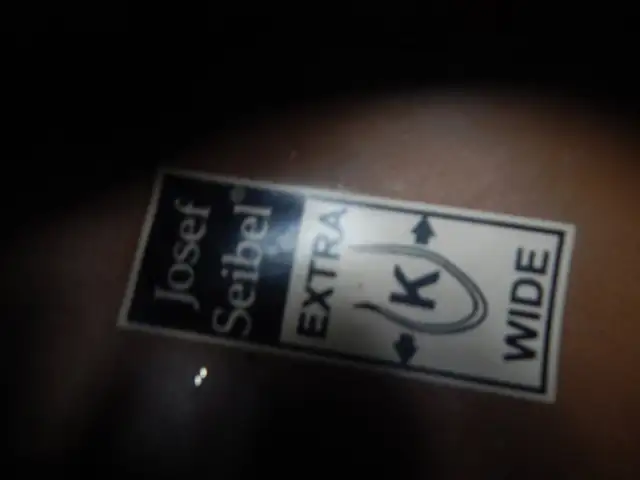 Josef
Seibel®
EXTRA
K
WIDE